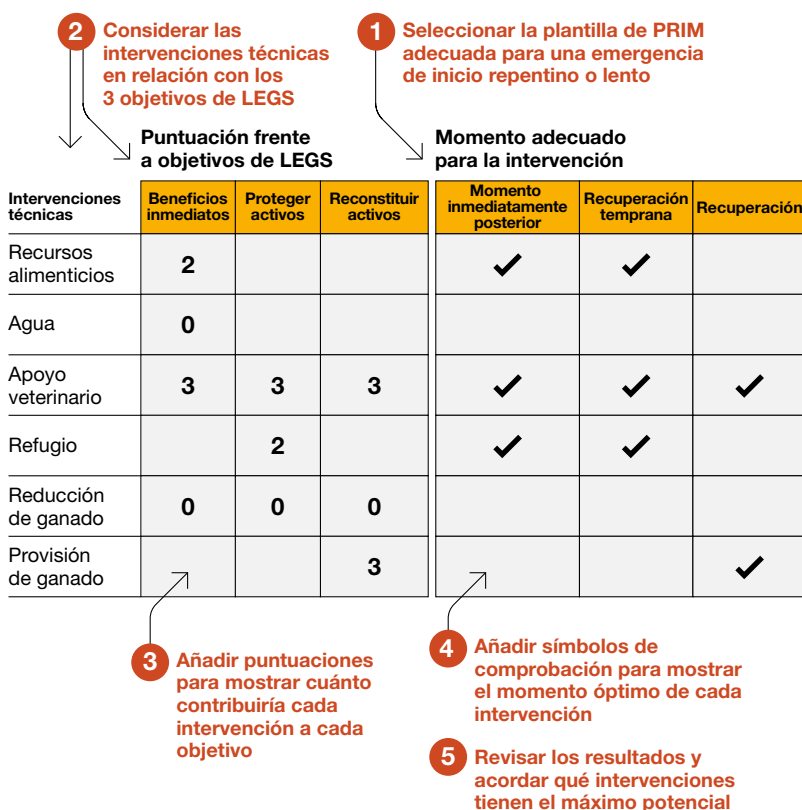 2 Considerar las
intervenciones técnicas
en relación con los
3 objetivos de LEGS
1 Seleccionar la plantilla de PRIM
adecuada para una emergencia
de inicio repentino o lento
Puntuación frente
a objetivos de LEGS
Momento adecuado
para la intervención
Intervenciones
técnicas
Beneficios
inmediatos
Proteger
activos
Reconstituir
activos
Momento
inmediatamente
posterior
Recuperación
temprana
Recuperación
Recursos
alimenticios
2 ✓ ✓
Agua
0
Apoyo
veterinario
3 3 3 ✓ ✓ ✓
Refugio
2 ✓ ✓
Reducción
de ganado
0 0 0
Provisión
de ganado
3 ✓
3 Añadir puntuaciones
para mostrar cuánto
contribuiría cada
intervención a cada
objetivo
4 Añadir símbolos de
comprobación para mostrar
el momento óptimo de cada
intervención
5 Revisar los resultados y
acordar qué intervenciones
tienen el máximo potencial